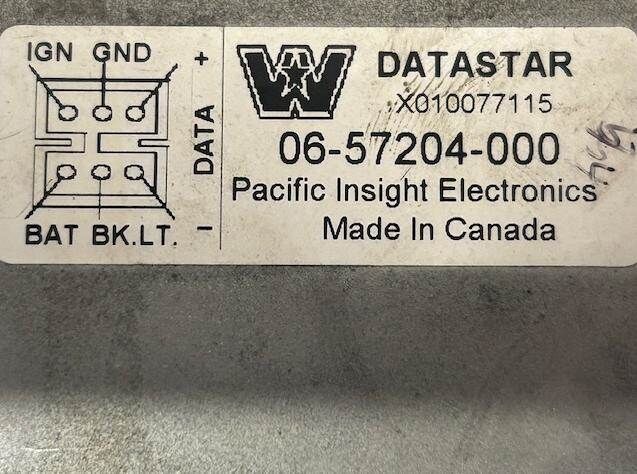 IGN GND +
DATA
BAT BK.LT. –
W
DATASTAR
X010077115
06-57204-000
Pacific Insight Electronics
Made In Canada